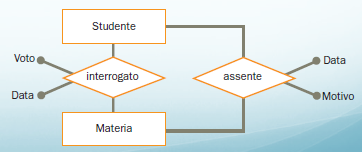 Studente
Voto
interrogato
assente
Data
Data
Motivo
Materia